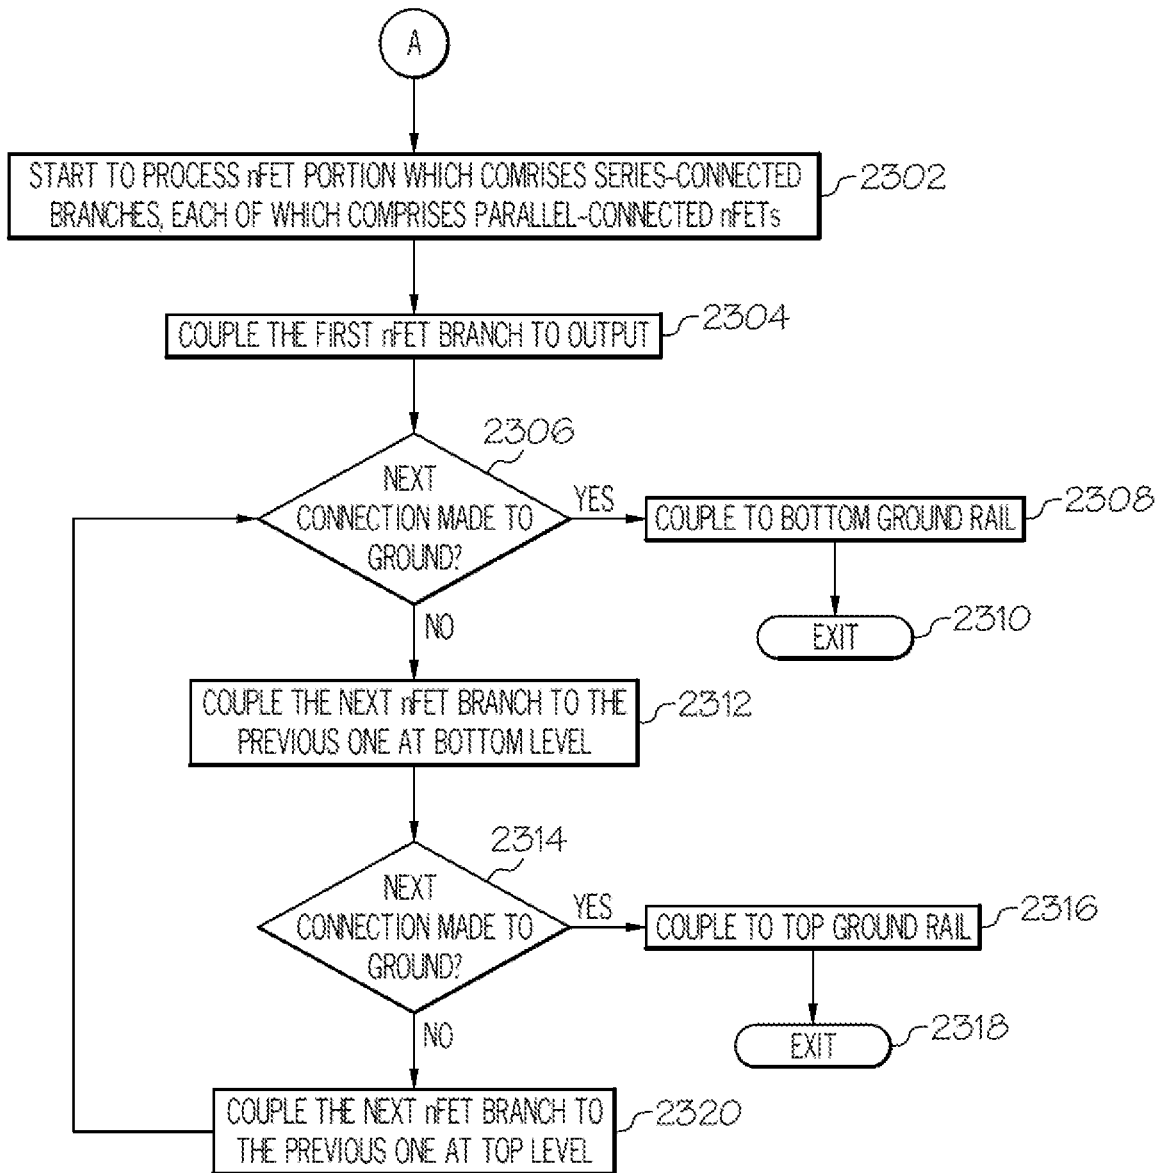 A
START TO PROCESS nFET PORTION WHICH COMPRISES SERIES-CONNECTED
BRANCHES, EACH OF WHICH COMPRISES PARALLEL-CONNECTED nFETs
2302
COUPLE THE FIRST nFET BRANCH TO OUTPUT
2304
2306
NEXT
CONNECTION MADE TO
GROUND?
YES
COUPLE TO BOTTOM GROUND RAIL
2308
EXIT
2310
NO
COUPLE THE NEXT nFET BRANCH TO THE
PREVIOUS ONE AT BOTTOM LEVEL
2312
2314
NEXT
CONNECTION MADE TO
GROUND?
YES
COUPLE TO TOP GROUND RAIL
2316
EXIT
2318
NO
COUPLE THE NEXT nFET BRANCH TO
THE PREVIOUS ONE AT TOP LEVEL
2320